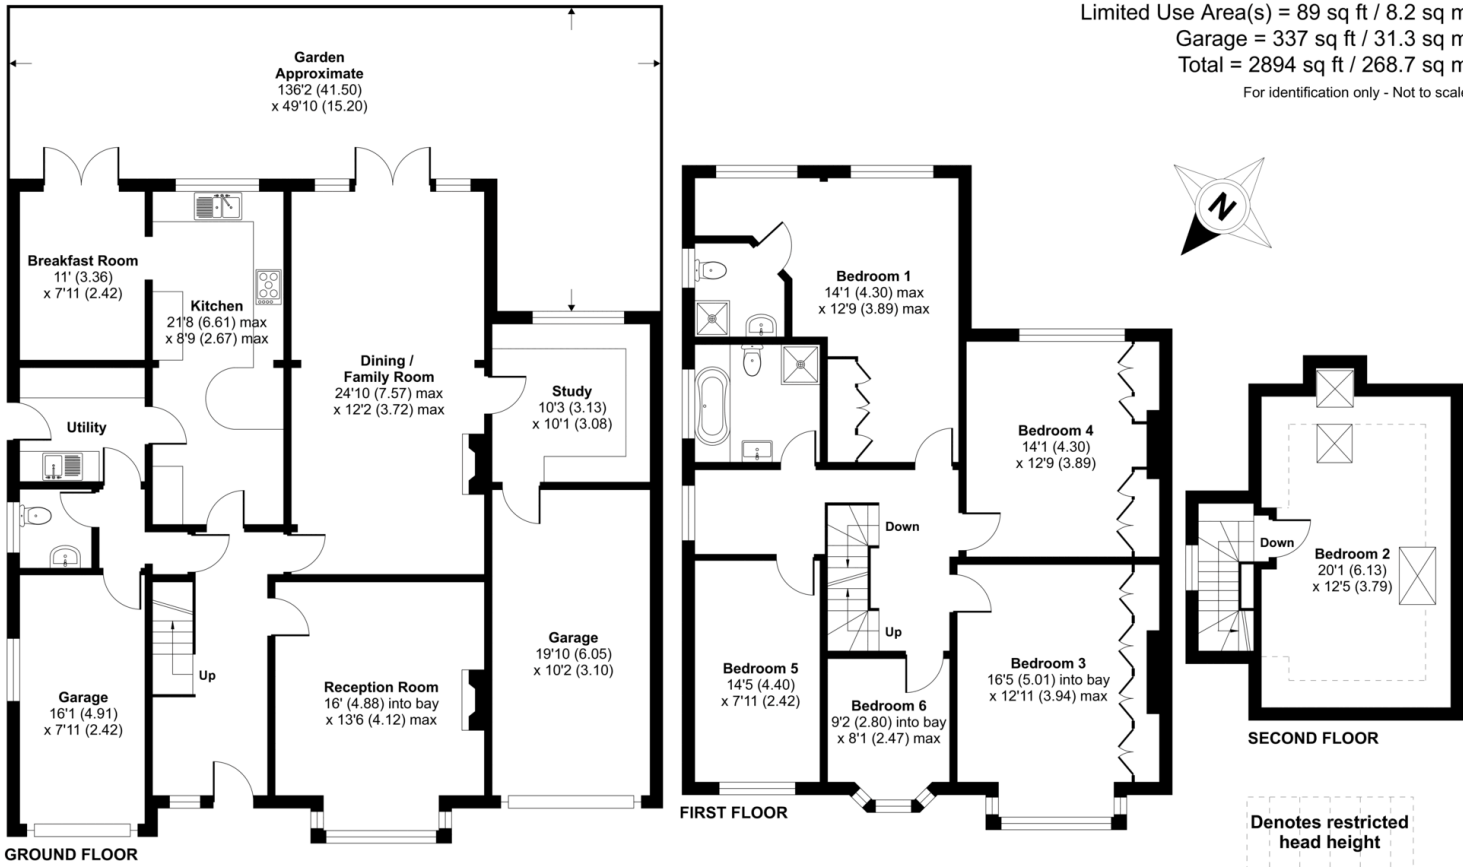 Limited Use Area(s) = 89 sq ft / 8.2 sq m
Garage = 337 sq ft / 31.3 sq m
Total = 2894 sq ft / 268.7 sq m
For identification only - Not to scale
Garden
Approximate
136'2 (41.50)
x 49'10 (15.20)
Breakfast Room
11' (3.36)
x 7'11 (2.42)
Kitchen
21'8 (6.61) max
x 8'9 (2.67) max
Dining /
Family Room
24'10 (7.57) max
x 12'2 (3.72) max
Study
10'3 (3.13)
x 10'1 (3.08)
Utility
Garage
16'1 (4.91)
x 7'11 (2.42)
Up
Reception Room
16' (4.88) into bay
x 13'6 (4.12) max
Garage
19'10 (6.05)
x 10'2 (3.10)
GROUND FLOOR
Bedroom 1
14'1 (4.30) max
x 12'9 (3.89) max
Bedroom 4
14'1 (4.30)
x 12'9 (3.89)
Down
Up
Bedroom 5
14'5 (4.40)
x 7'11 (2.42)
Bedroom 6
9'2 (2.80) into bay
x 8'1 (2.47) max
Bedroom 3
16'5 (5.01) into bay
x 12'11 (3.94) max
FIRST FLOOR
N
Down
Bedroom 2
20'1 (6.13)
x 12'5 (3.79)
SECOND FLOOR
Denotes restricted
head height